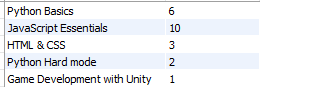 Python Basics 6
JavaScript Essentials 10
HTML & CSS 3
Python Hard mode 2
Game Development with Unity 1